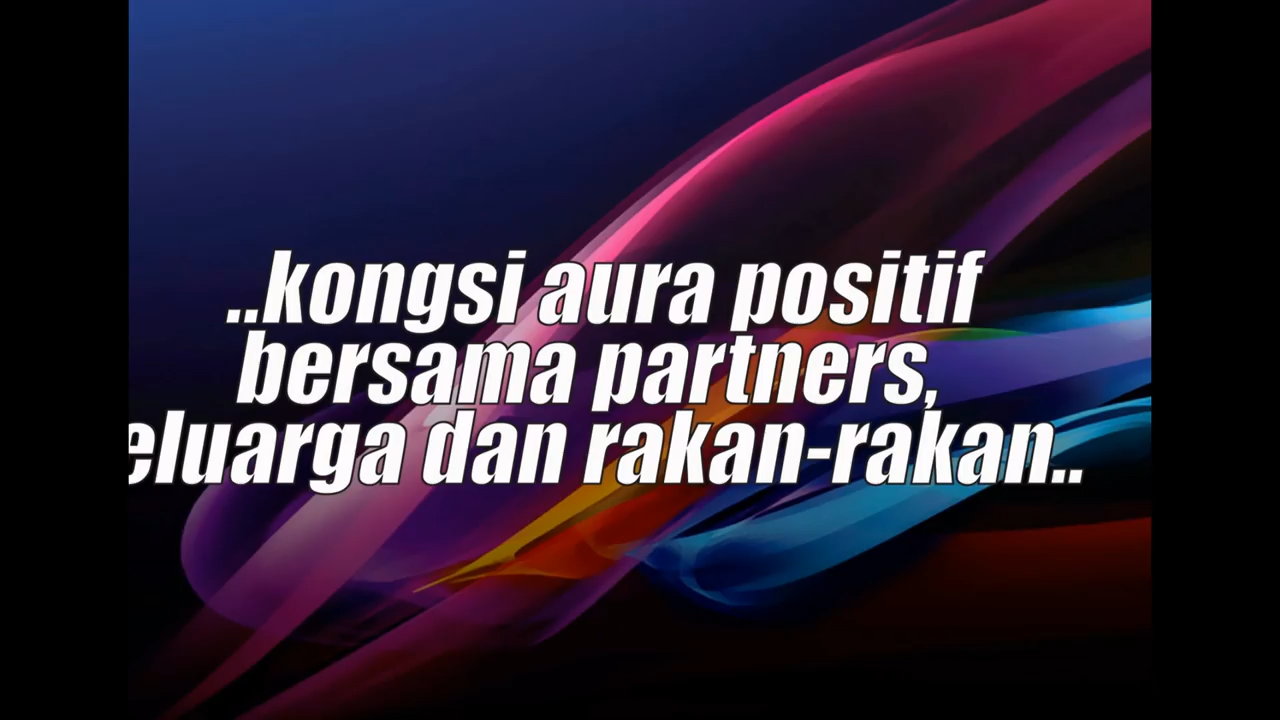 ..kongsi aura positif
bersama partners,
eluarga dan rakan-rakan..